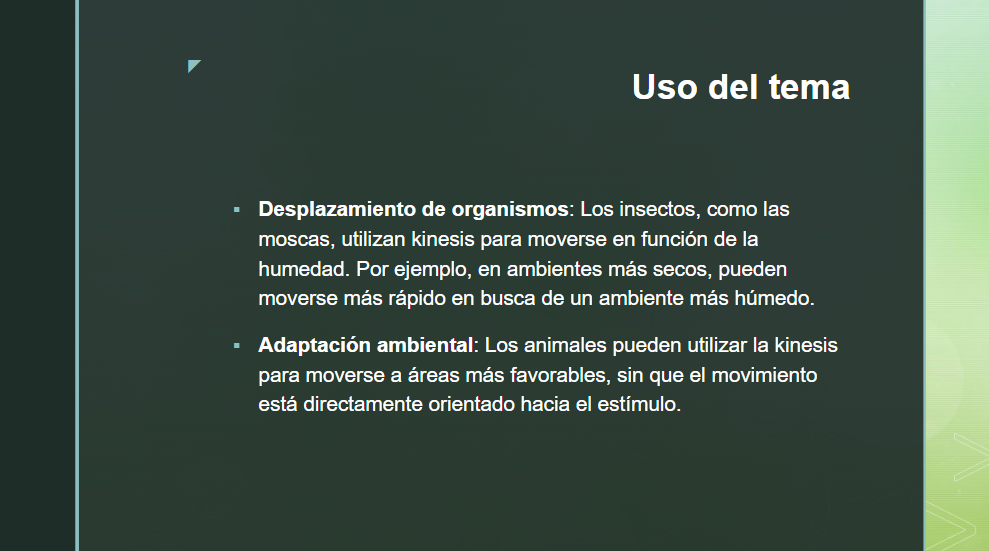 Uso del tema
▪ Desplazamiento de organismos: Los insectos, como las
moscas, utilizan kinesis para moverse en función de la
humedad. Por ejemplo, en ambientes más secos, pueden
moverse más rápido en busca de un ambiente más húmedo.
▪ Adaptación ambiental: Los animales pueden utilizar la kinesis
para moverse a áreas más favorables, sin que el movimiento
está directamente orientado hacia el estímulo.